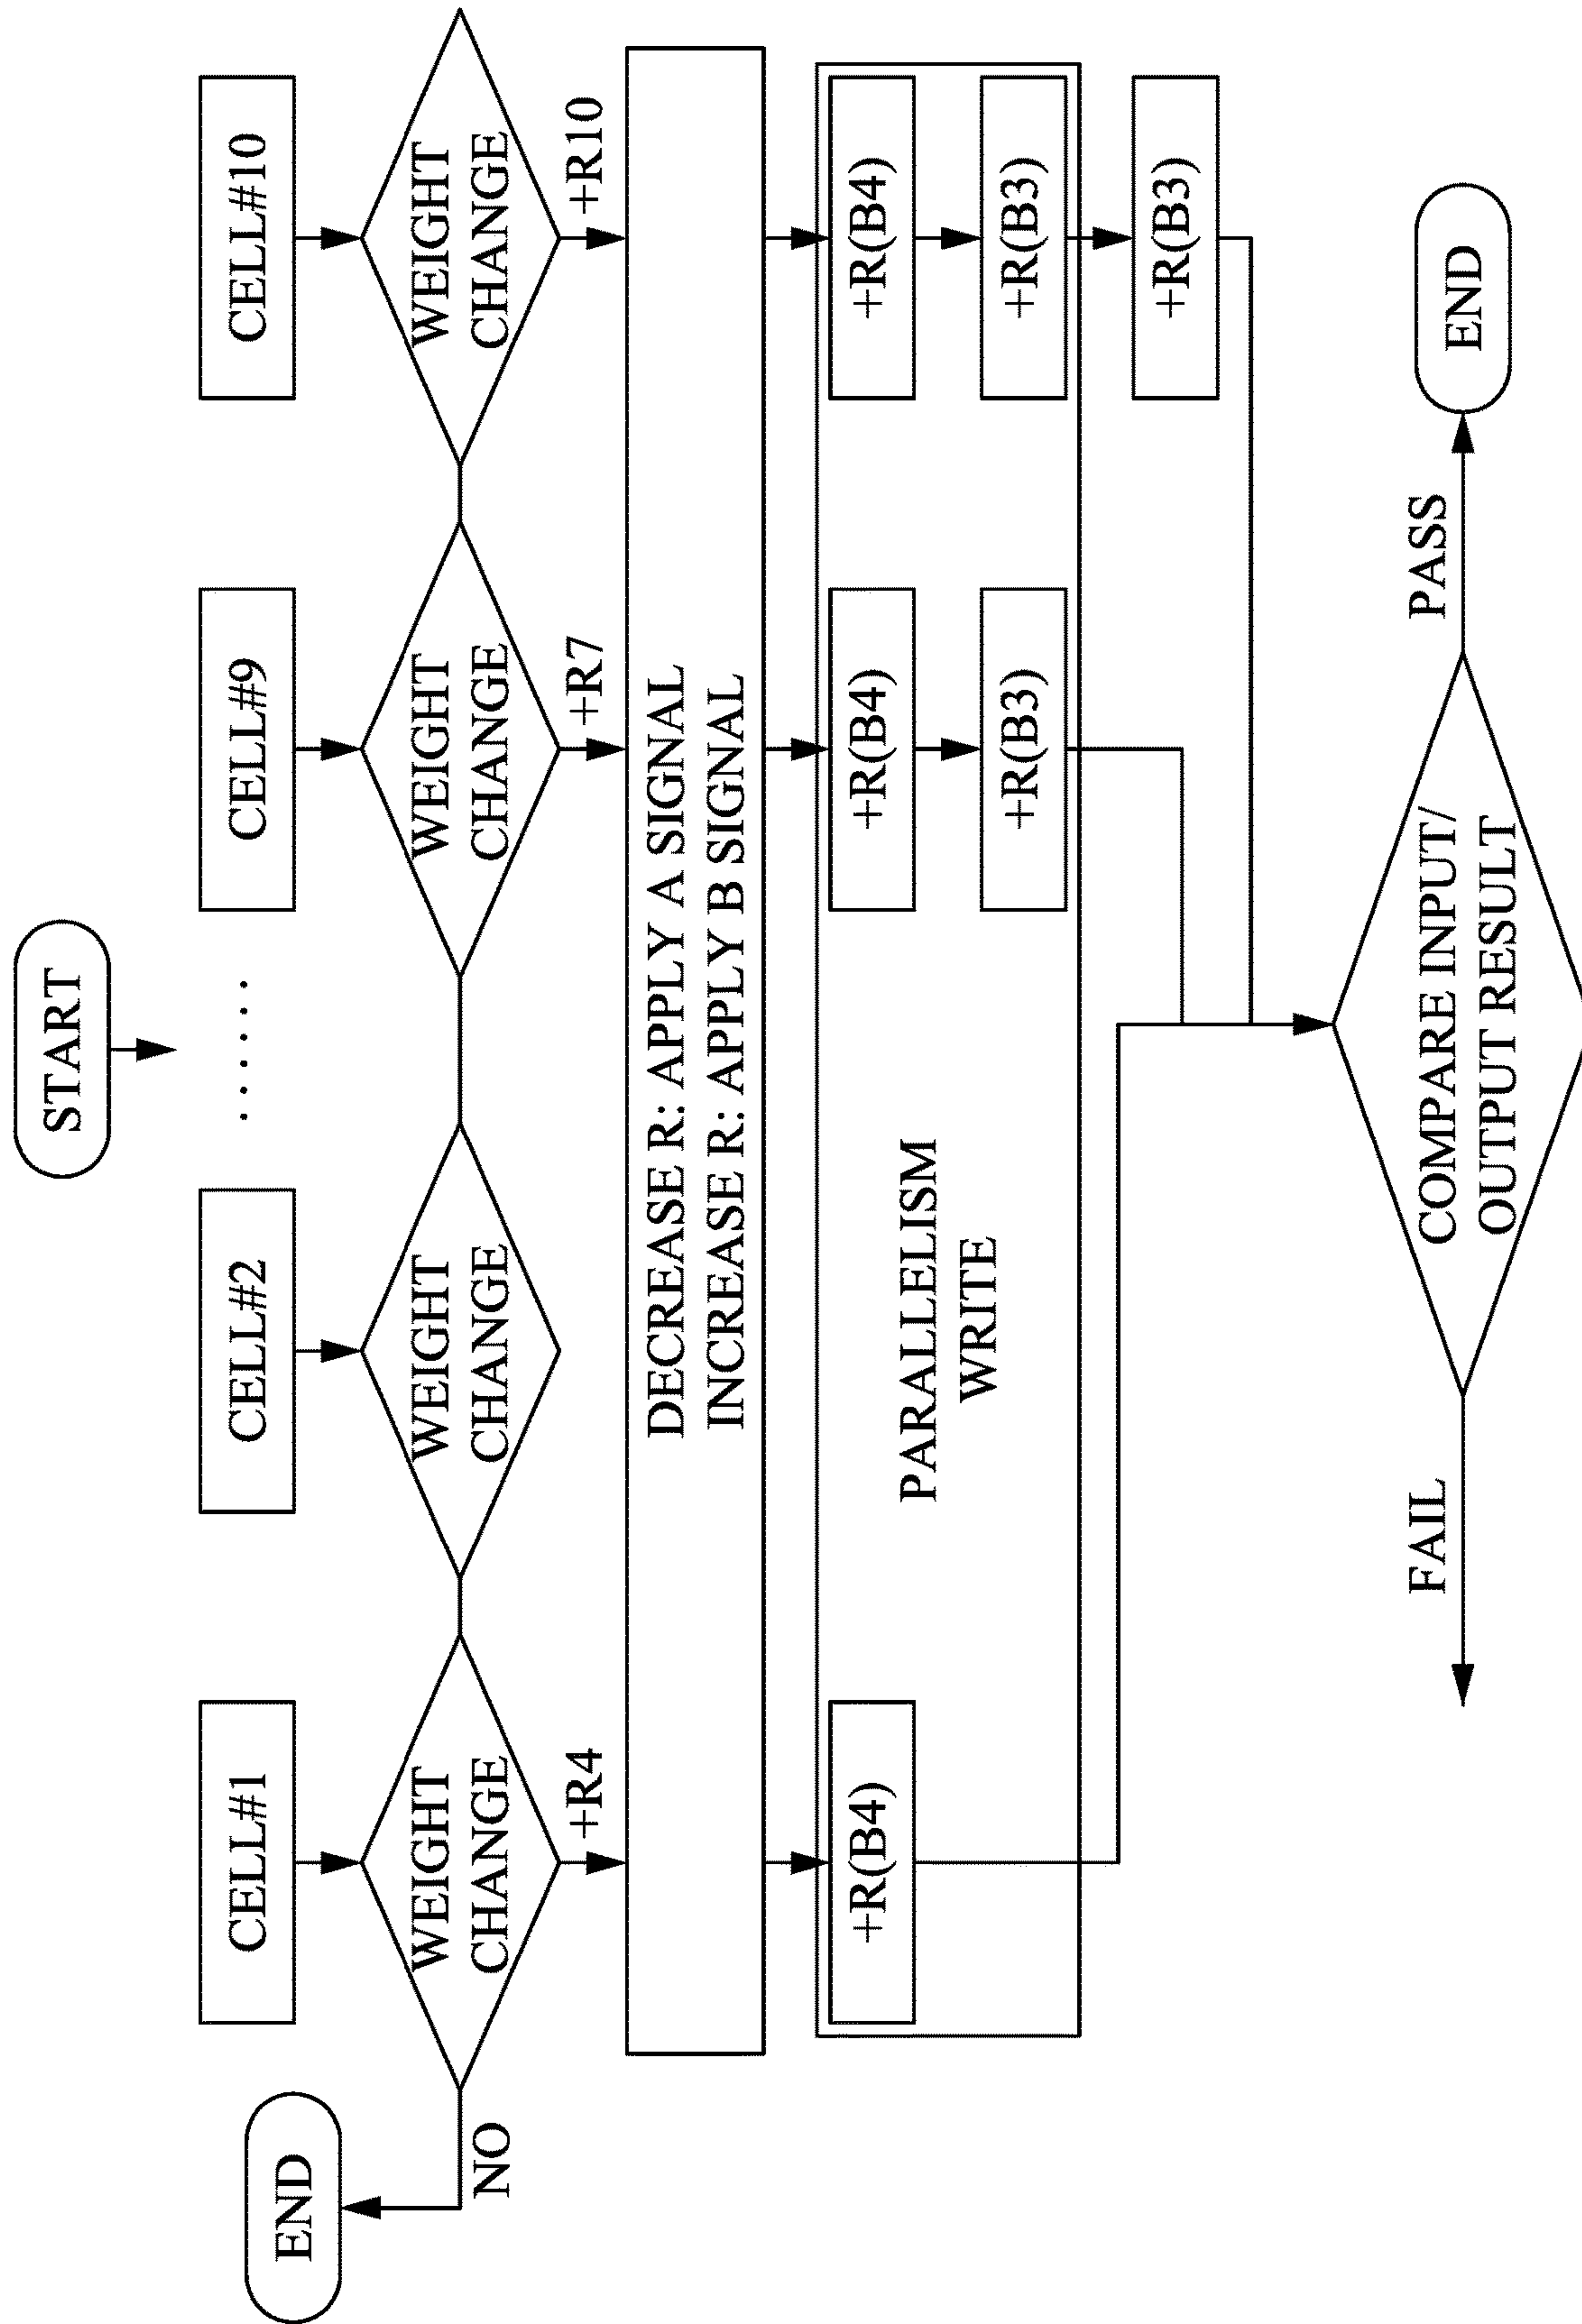 START
END
CELL#1
CELL#2
......
CELL#9
CELL#10
NO
WEIGHT
CHANGE
WEIGHT
CHANGE
WEIGHT
CHANGE
WEIGHT
CHANGE
+R4
+R7
+R10
DECREASE R: APPLY A SIGNAL
INCREASE R: APPLY B SIGNAL
+R(B4)
+R(B4)
+R(B4)
PARALLELISM
WRITE
+R(B3)
+R(B3)
+R(B3)
FAIL
COMPARE INPUT/
OUTPUT RESULT
PASS
END